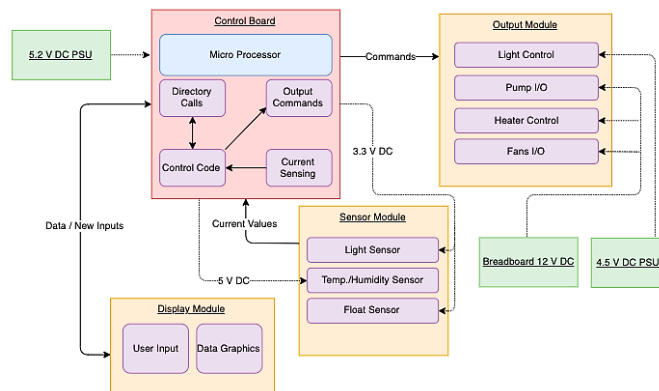 Control Board
Output Module
5.2 V DC PSU
Micro Processor
Commands
Light Control
Directory
Calls
Output
Commands
Pump I/O
Heater Control
3.3 V DC
Control Code
Current
Sensing
Fans I/O
Data / New Inputs
Current Values
Sensor Module
Light Sensor
Breadboard 12 V DC
4.5 V DC PSU
5 V DC
Temp./Humidity Sensor
Display Module
Float Sensor
User Input
Data Graphics